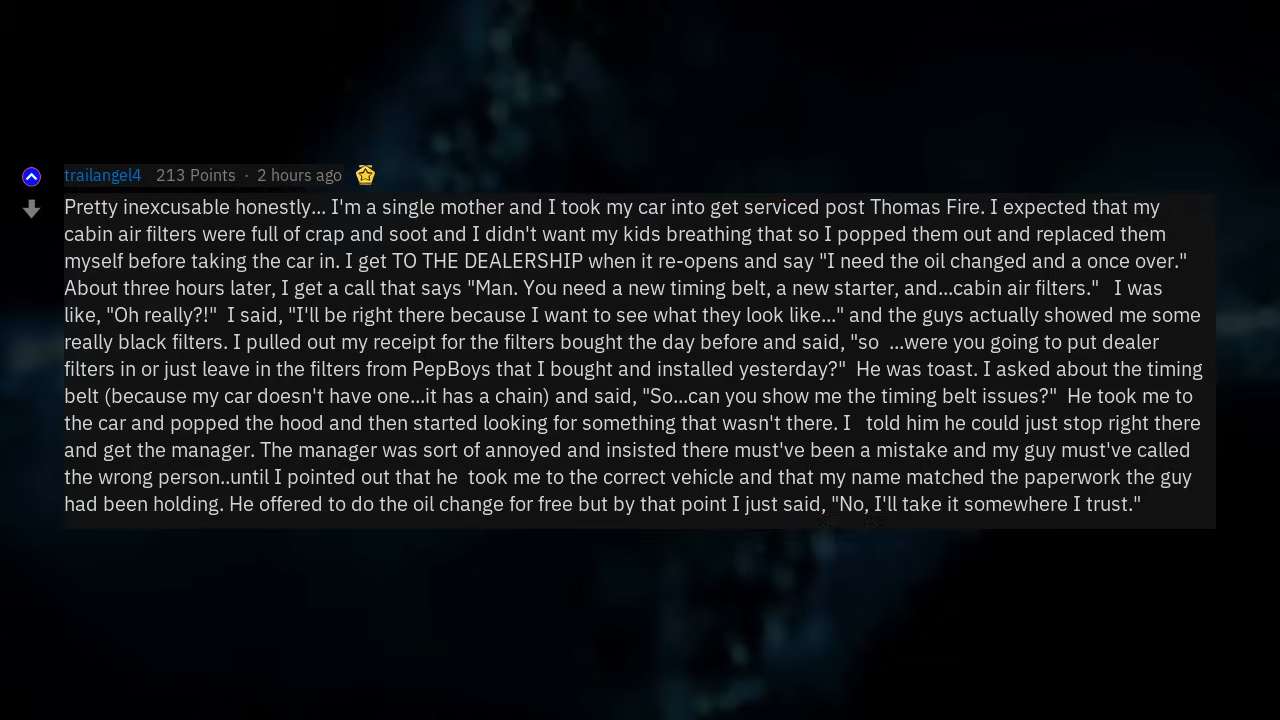 trailangel4 213 Points · 2 hours ago
Pretty inexcusable honestly... I'm a single mother and I took my car into get serviced post Thomas Fire. I expected that my
cabin air filters were full of crap and soot and I didn't want my kids breathing that so I popped them out and replaced them
myself before taking the car in. I get TO THE DEALERSHIP when it re-opens and say "I need the oil changed and a once over."
About three hours later, I get a call that says "Man. You need a new timing belt, a new starter, and...cabin air filters."   I was
like, "Oh really?!"  I said, "I'll be right there because I want to see what they look like..." and the guys actually showed me some
really black filters. I pulled out my receipt for the filters bought the day before and said, "so  ...were you going to put dealer
filters in or just leave in the filters from PepBoys that I bought and installed yesterday?"  He was toast. I asked about the timing
belt (because my car doesn't have one...it has a chain) and said, "So...can you show me the timing belt issues?"  He took me to
the car and popped the hood and then started looking for something that wasn't there. I   told him he could just stop right there
and get the manager. The manager was sort of annoyed and insisted there must've been a mistake and my guy must've called
the wrong person..until I pointed out that he  took me to the correct vehicle and that my name matched the paperwork the guy
had been holding. He offered to do the oil change for free but by that point I just said, "No, I'll take it somewhere I trust."